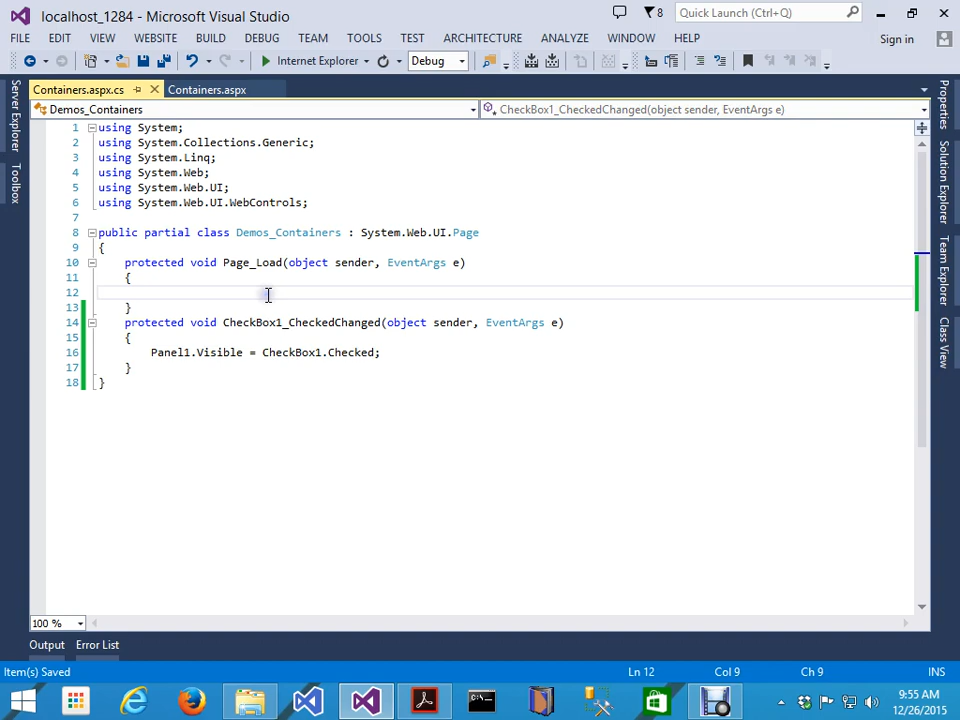 localhost_1284 - Microsoft Visual Studio
8
Quick Launch (Ctrl+Q)
FILE EDIT VIEW WEBSITE BUILD DEBUG TEAM TOOLS TEST ARCHITECTURE ANALYZE WINDOW HELP
Sign in
Internet Explorer
Debug
Containers.aspx.cs
Containers.aspx
Demos_Containers
CheckBox1_CheckedChanged(object sender, EventArgs e)
Server Explorer
Toolbox
1 using System;
2 using System.Collections.Generic;
3 using System.Linq;
4 using System.Web;
5 using System.Web.UI;
6 using System.Web.UI.WebControls;
7
8 public partial class Demos_Containers : System.Web.UI.Page
9 {
10 protected void Page_Load(object sender, EventArgs e)
11 {
12
13 }
14 protected void CheckBox1_CheckedChanged(object sender, EventArgs e)
15 {
16 Panel1.Visible = CheckBox1.Checked;
17 }
18 }
Properties
Solution Explorer
Team Explorer
Class View
100 %
Output Error List
Item(s) Saved
Ln 12
Col 9
Ch 9
INS
9:55 AM
12/26/2015